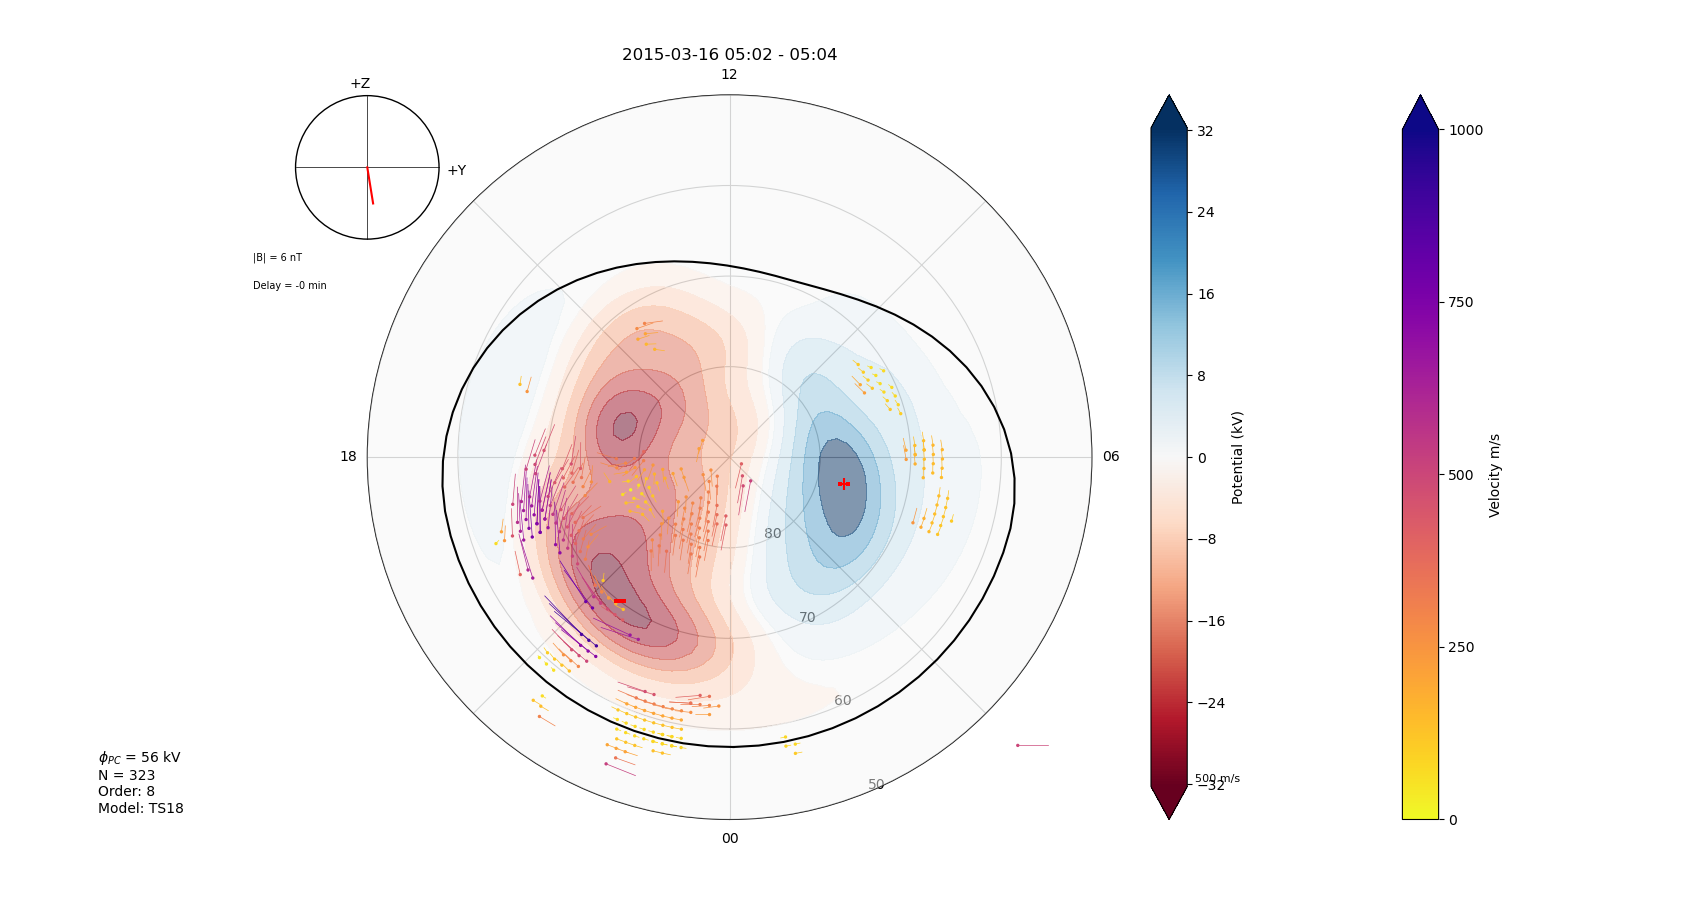 2015-03-16 05:02 - 05:04
12
+Z
+Y
|B| = 6 nT
Delay = -0 min
18
06
80
70
60
50
00
ϕPC = 56 kV
N = 323
Order: 8
Model: TS18
32
24
16
8
0
−8
−16
−24
−32
500 m/s
Potential (kV)
1000
750
500
250
0
Velocity m/s